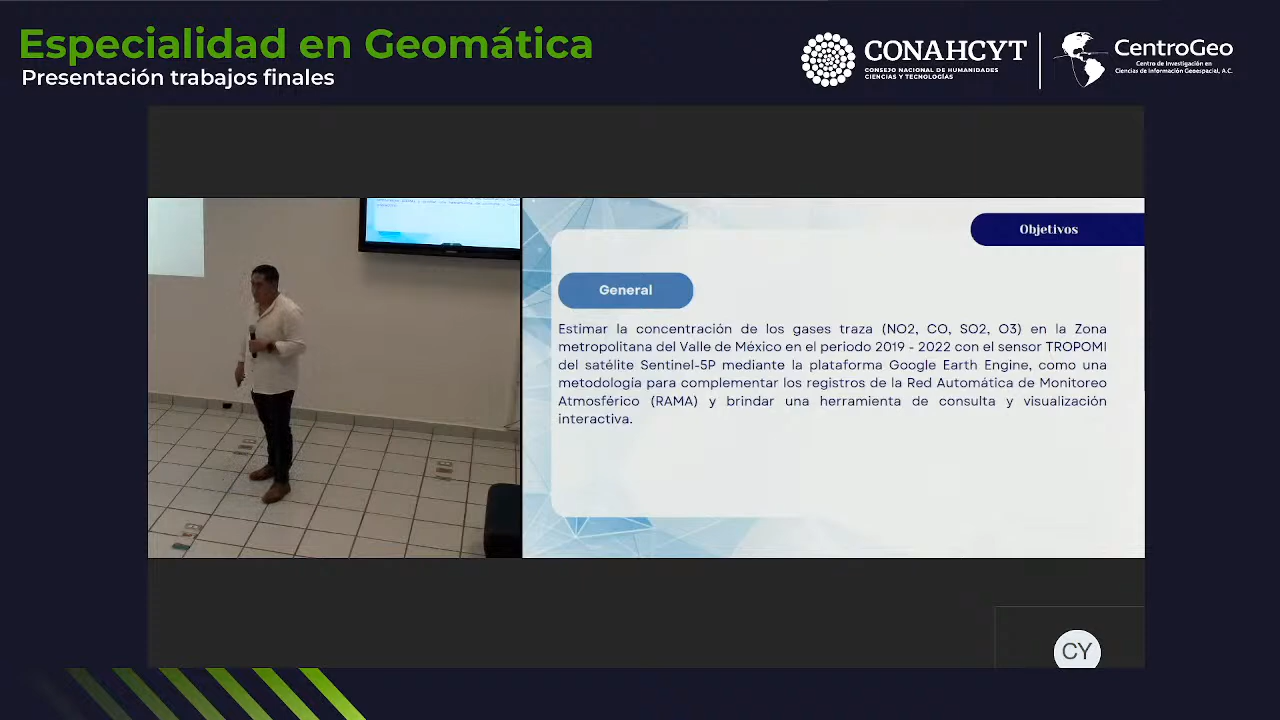 Especialidad en Geomática
Presentación trabajos finales
CONAHCYT
CONSEJO NACIONAL DE HUMANIDADES
CIENCIAS Y TECNOLOGÍAS
CentroGeo
Centro de Investigación en
Ciencias de Información Geoespacial, A.C.
Objetivos
General
Estimar la concentración de los gases traza (NO2, CO, SO2, O3) en la Zona
metropolitana del Valle de México en el periodo 2019 - 2022 con el sensor TROPOMI
del satélite Sentinel-5P mediante la plataforma Google Earth Engine, como una
metodología para complementar los registros de la Red Automática de Monitoreo
Atmosférico (RAMA) y brindar una herramienta de consulta y visualización
interactiva.
CY